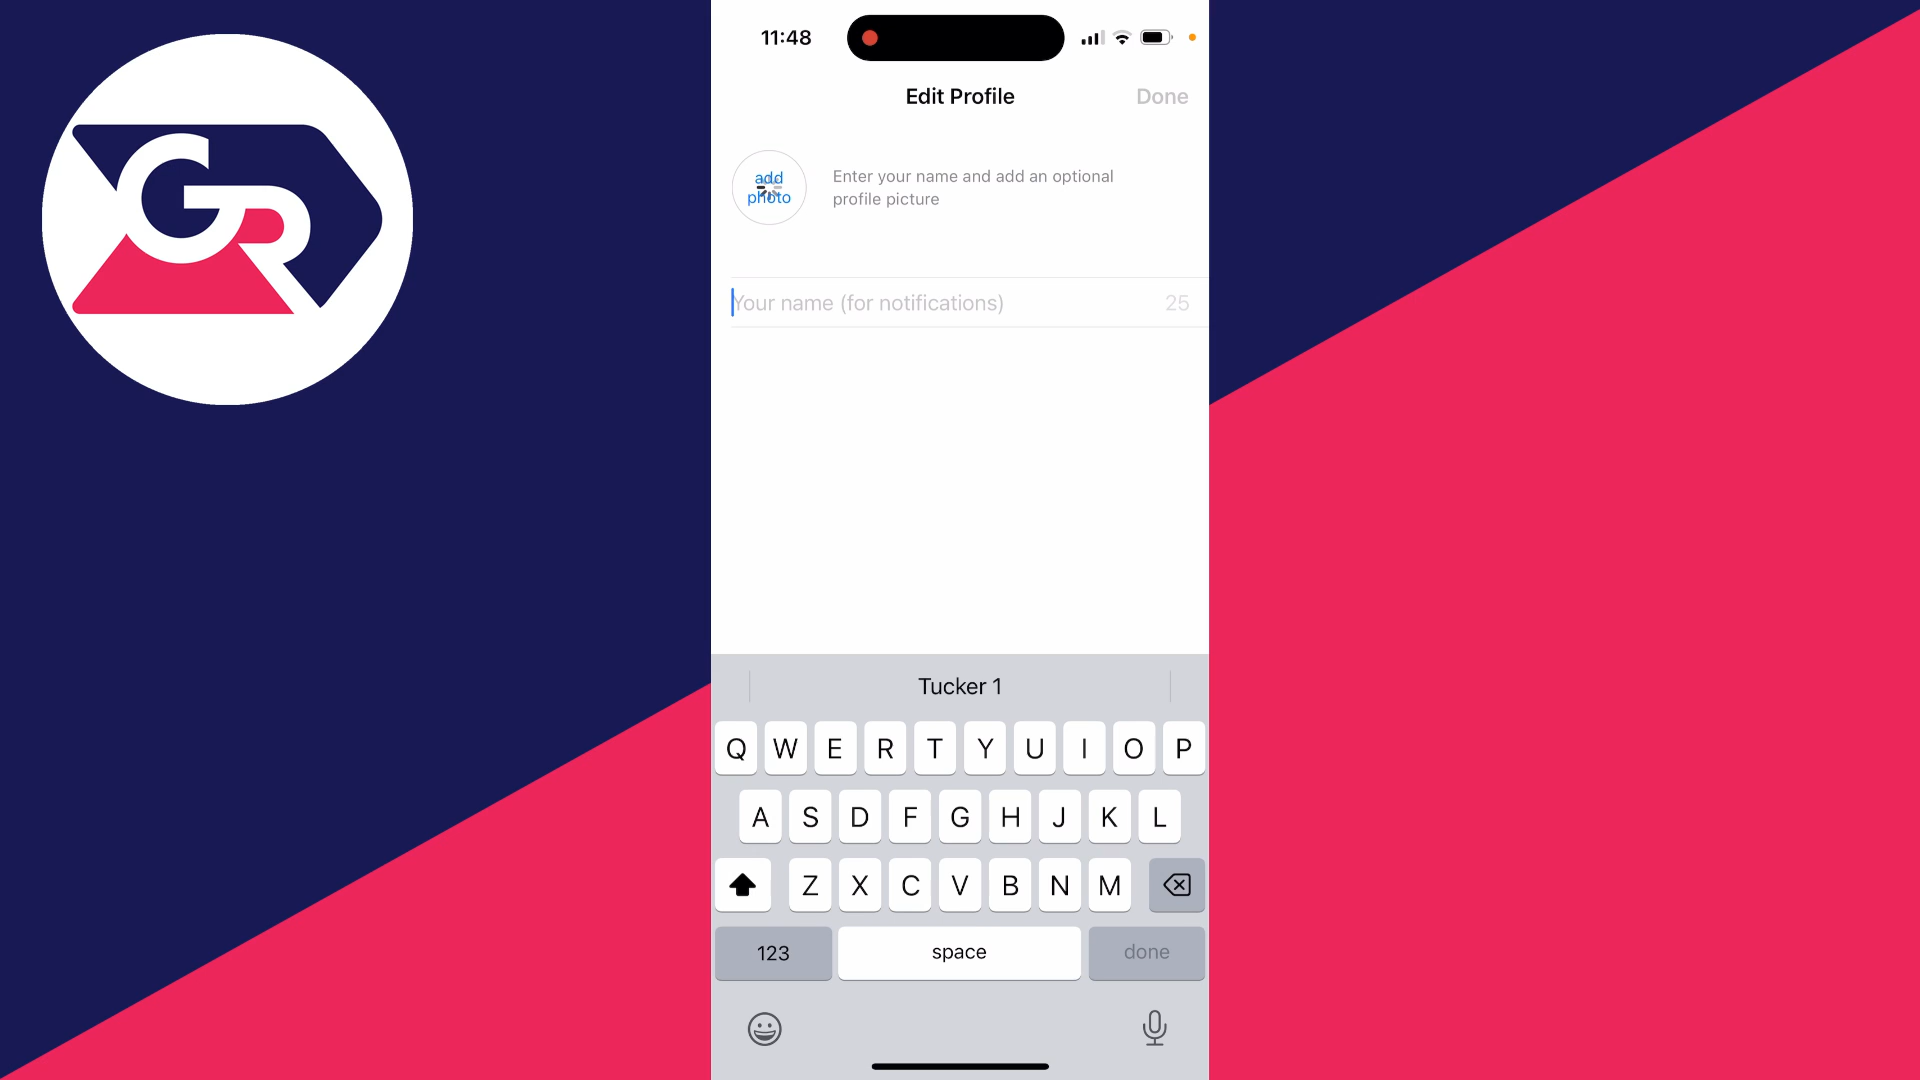 GR
11:48
Edit Profile
Done
add
photo
Enter your name and add an optional
profile picture
Your name (for notifications)
25
Tucker 1
Q W E R T Y U I O P
A S D F G H J K L
Z X C V B N M
123
space
done